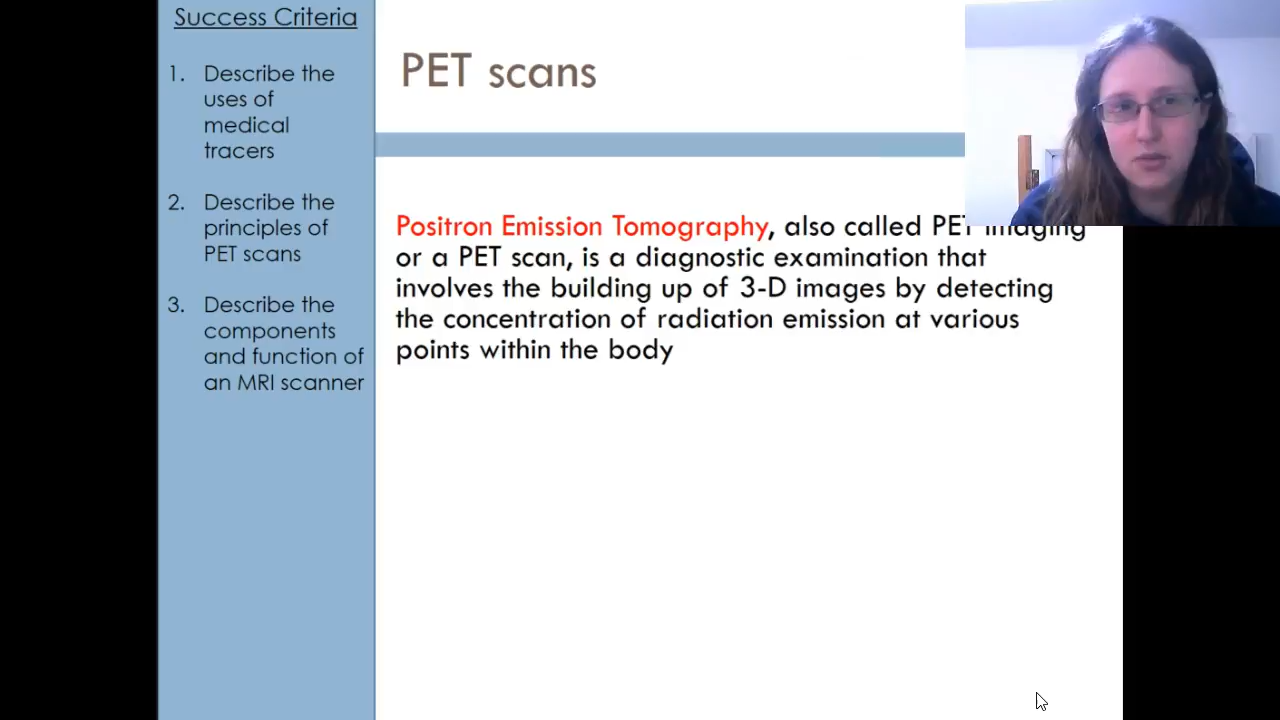 Success Criteria
1. Describe the
uses of
medical
tracers
2. Describe the
principles of
PET scans
3. Describe the
components
and function of
an MRI scanner
PET scans
Positron Emission Tomography, also called PET imaging
or a PET scan, is a diagnostic examination that
involves the building up of 3-D images by detecting
the concentration of radiation emission at various
points within the body